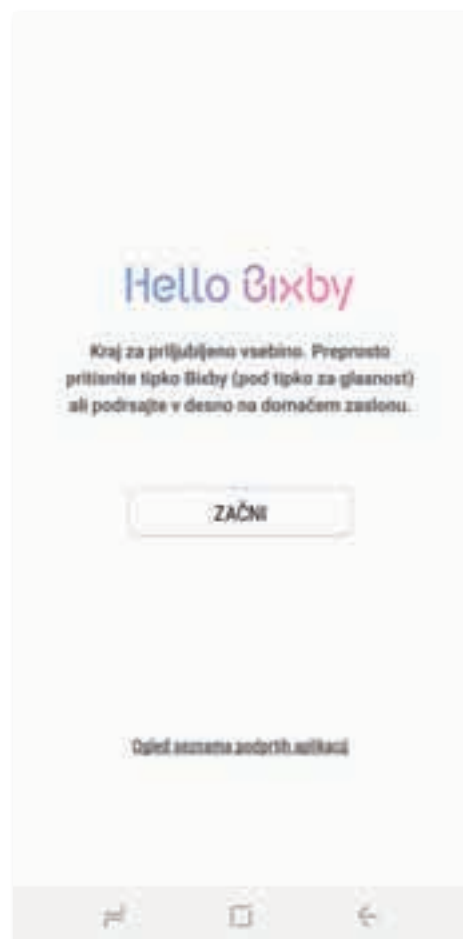 Hello Bixby
Kraj za priljubljeno vsebino. Preprosto
pritisnite tipko Bixby (pod tipko za glasnost)
ali podrsajte v desno na domačem zaslonu.
ZAČNI
Ogled seznama podprtih aplikacij